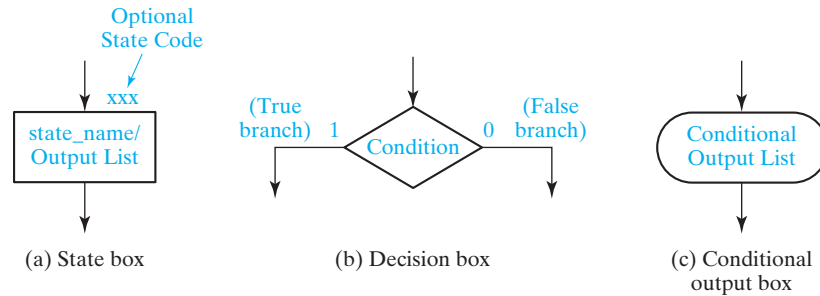 Optional
State Code
xxx
state_name/
Output List
(a) State box
(True
branch) 1
Condition
0 (False
branch)
(b) Decision box
Conditional
Output List
(c) Conditional
output box